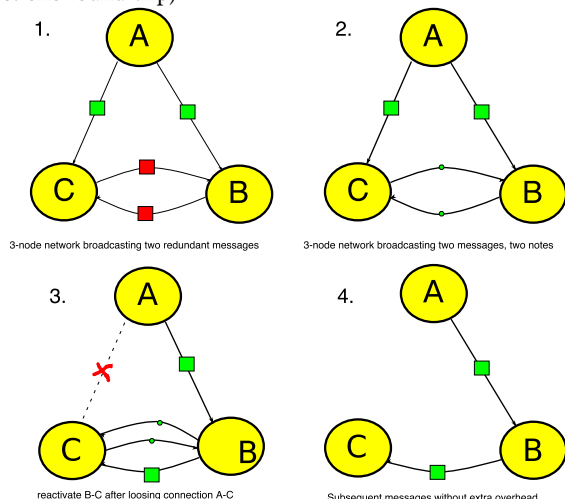 1.
A
C
B
3-node network broadcasting two redundant messages
2.
A
C
B
3-node network broadcasting two messages, two notes
3.
A
C
B
reactivate B-C after loosing connection A-C
4.
A
C
B
Subsequent messages without extra overhead